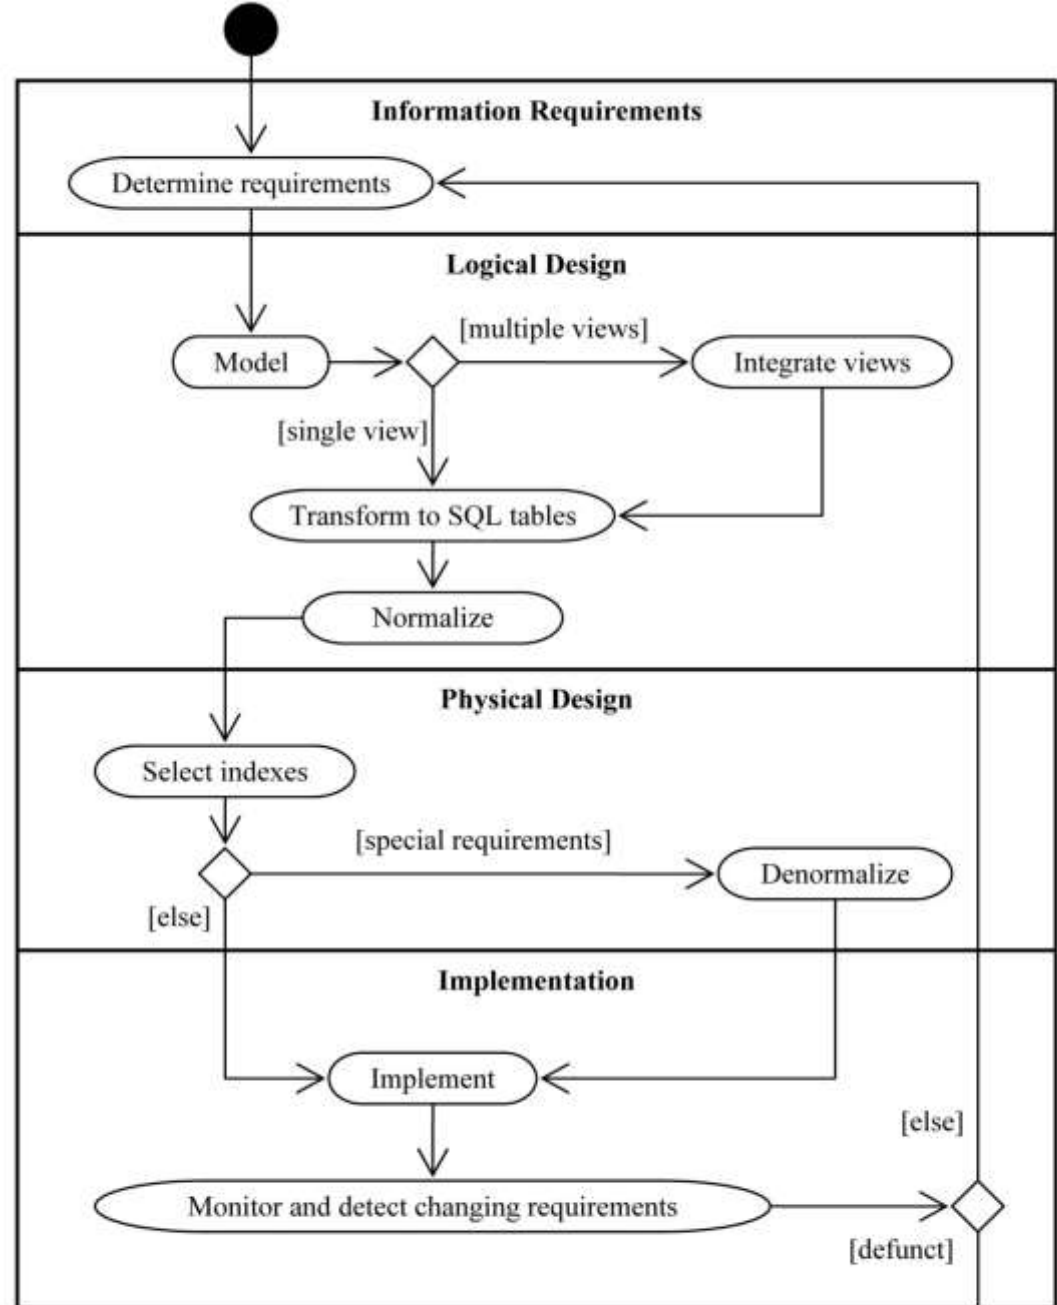 Information Requirements
Determine requirements
Logical Design
[multiple views]
Model
Integrate views
[single view]
Transform to SQL tables
Normalize
Physical Design
Select indexes
[special requirements]
Denormalize
[else]
Implementation
Implement
[else]
Monitor and detect changing requirements
[defunct]